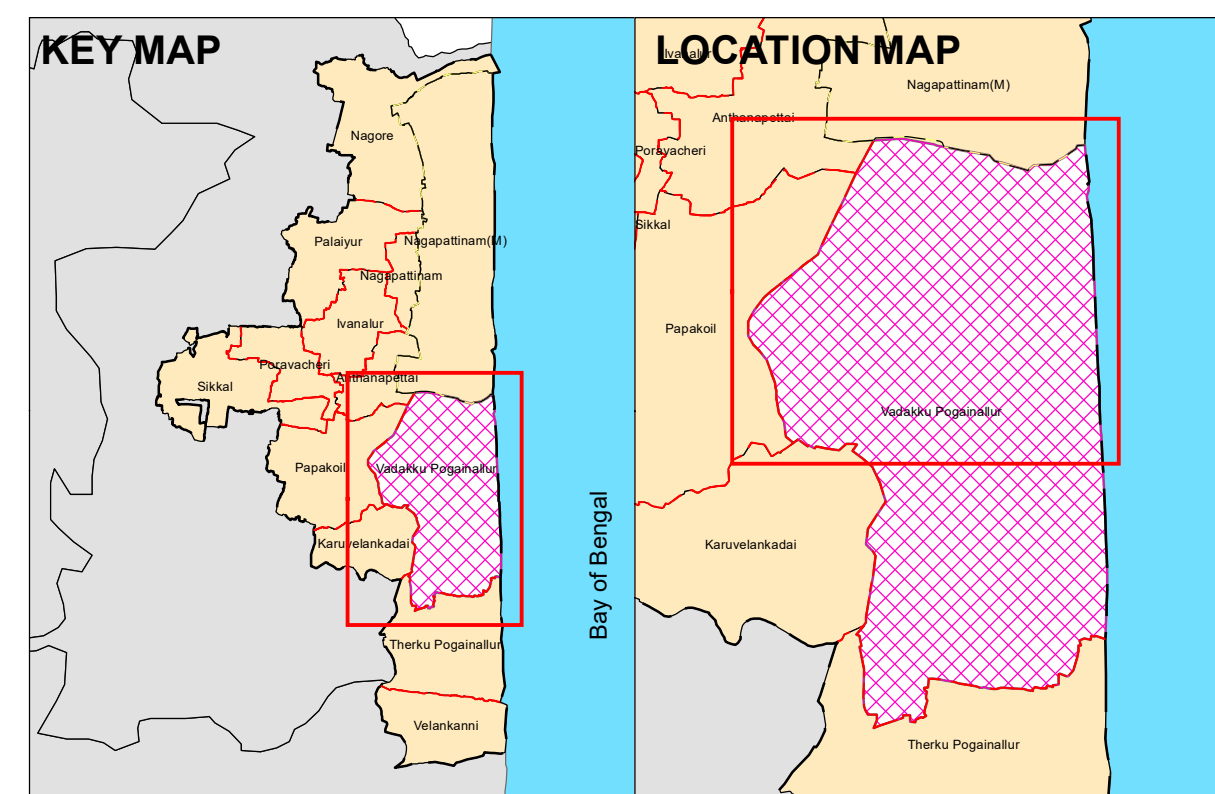 KEY MAP
Nagore
Palaiyur
Nagapattinam(M)
Nagapattinam
Ivanalur
Poravacheri
Anthanapettai
Sikkal
Papakoil
Vadakku Pogainallur
Karuvelankadai
Therku Pogainallur
Velankanni
Bay of Bengal
LOCATION MAP
Ivanalur
Nagapattinam(M)
Anthanapettai
Poravacheri
Sikkal
Papakoil
Vadakku Pogainallur
Karuvelankadai
Therku Pogainallur